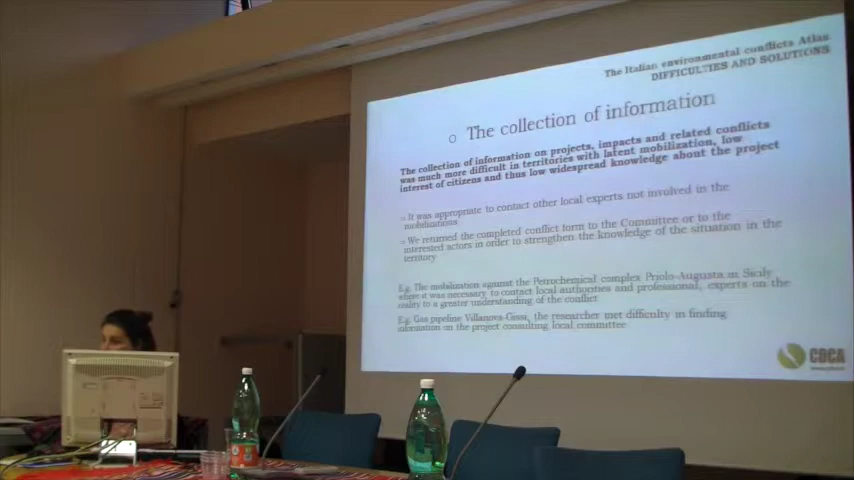 The Italian environmental conflicts Atlas
DIFFICULTIES AND SOLUTIONS
The collection of information
The collection of information on projects, impacts and related conflicts
was much more difficult in territories with latent mobilization, low
interest of citizens and thus low widespread knowledge about the project
It was appropriate to contact other local experts not involved in the
mobilizations
We returned the completed conflict form to the Committee or to the
interested actors in order to strengthen the knowledge of the situation in the
territory
E.g. The mobilization against the Petrochemical complex Priolo-Augusta in Sicily
where it was necessary to contact local authorities and professional, experts on the
reality to a greater understanding of the conflict
E.g. Gas pipeline Villanova-Gissi, the researcher met difficulty in finding
information on the project consulting local committee
CDCA